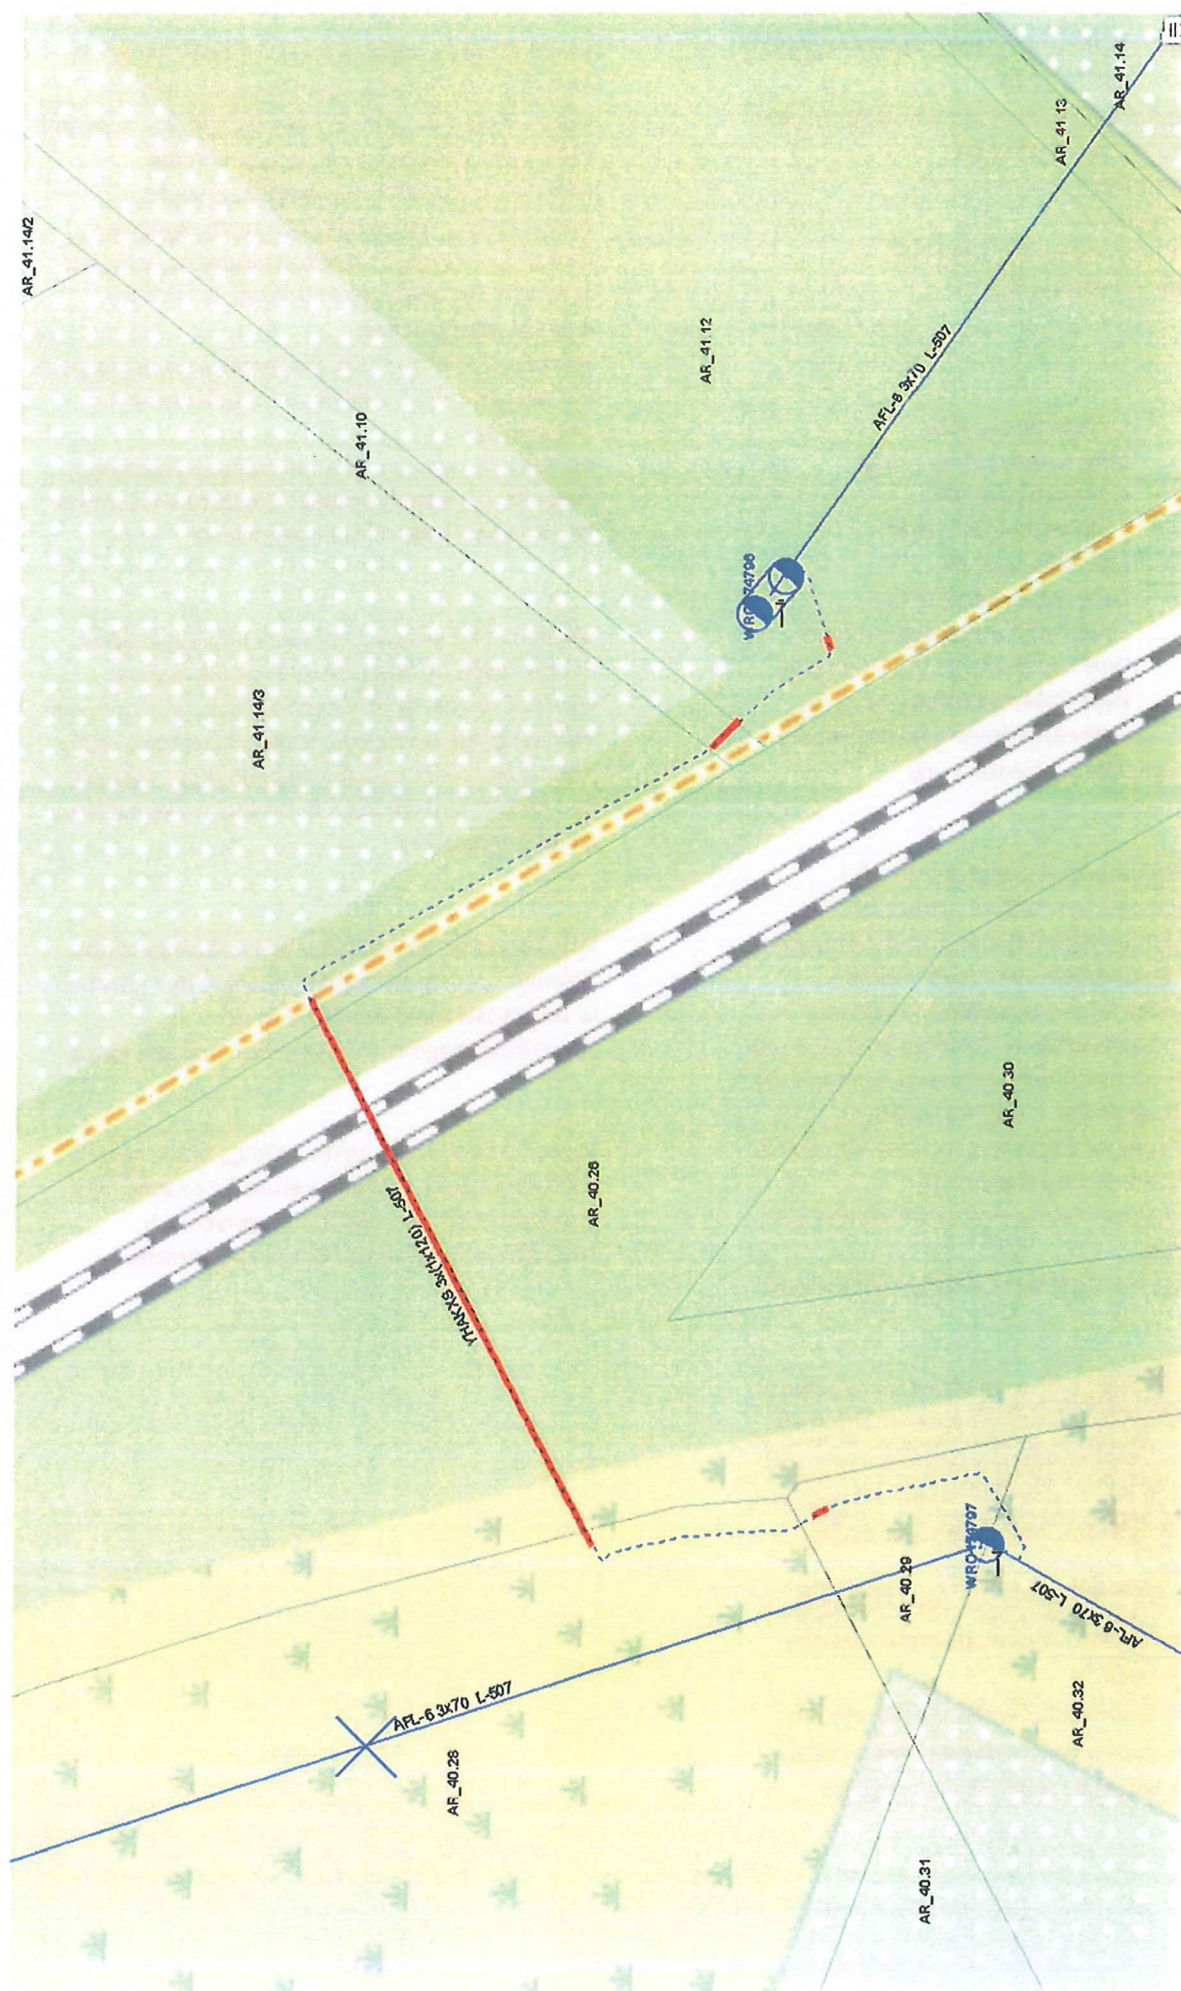 AR_41.14
AR_41.13
AR_41.14/2
AR_41.12
AFL-8 3x70 L-507
AR_41.10
AR_41.14/3
AR_40.30
AR_40.26
YHAKXS 3x(1x120) L-507
AR_40.29
AFL-6 3x70 L-507
AFL-6 3x70 L-507
AR_40.32
AR_40.28
AR_40.31